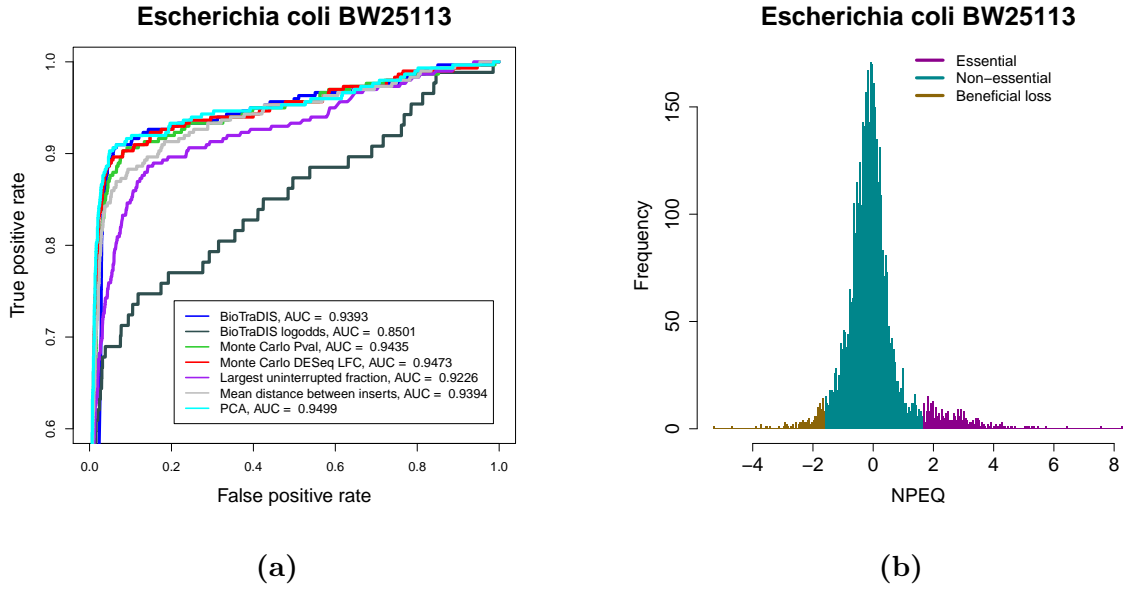 Escherichia coli BW25113
True positive rate
1.0
0.9
0.8
0.7
0.6
BioTraDIS, AUC = 0.9393
BioTraDIS logodds, AUC = 0.8501
Monte Carlo Pval, AUC = 0.9435
Monte Carlo DESeq LFC, AUC = 0.9473
Largest uninterrupted fraction, AUC = 0.9226
Mean distance between inserts, AUC = 0.9394
PCA, AUC = 0.9499
0.0 0.2 0.4 0.6 0.8 1.0
False positive rate
(a)
Escherichia coli BW25113
Essential
Non−essential
Beneficial loss
Frequency
150
100
50
0
−4 −2 0 2 4 6 8
NPEQ
(b)